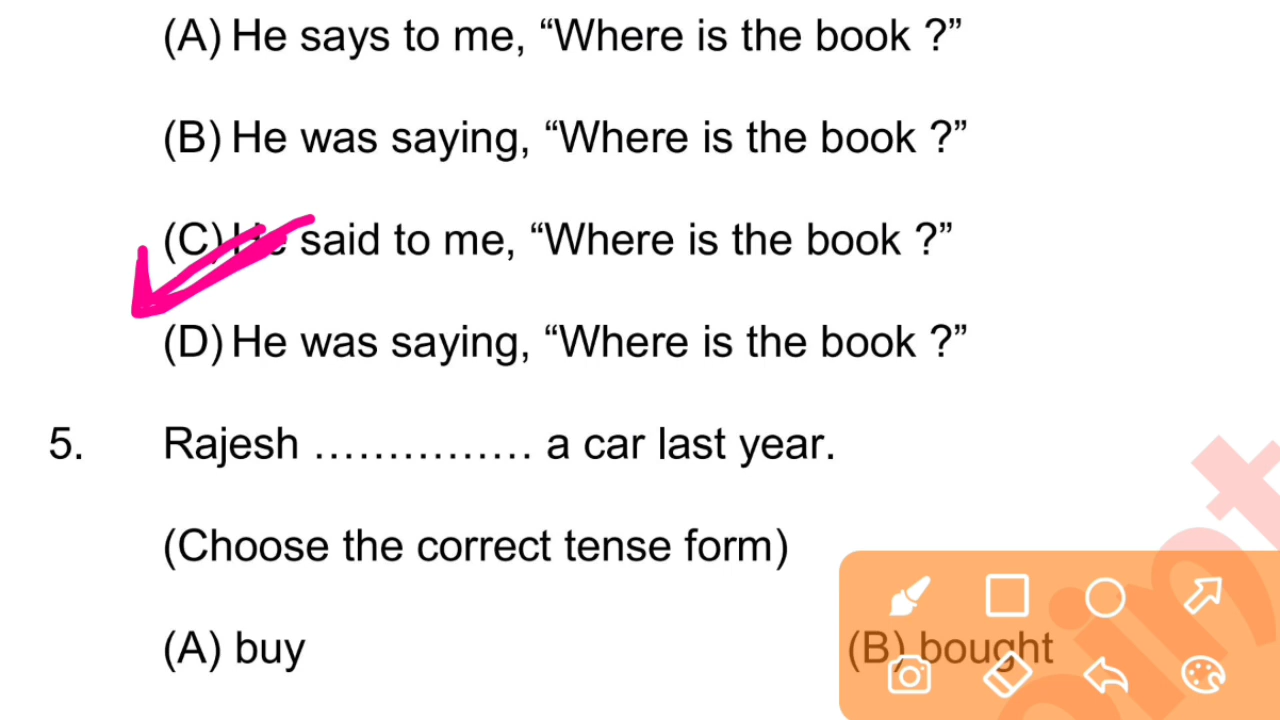 (A) He says to me, “Where is the book ?”
(B) He was saying, “Where is the book ?”
(C) He said to me, “Where is the book ?”
(D) He was saying, “Where is the book ?”
5. Rajesh ............... a car last year.
(Choose the correct tense form)
(A) buy (B) bought